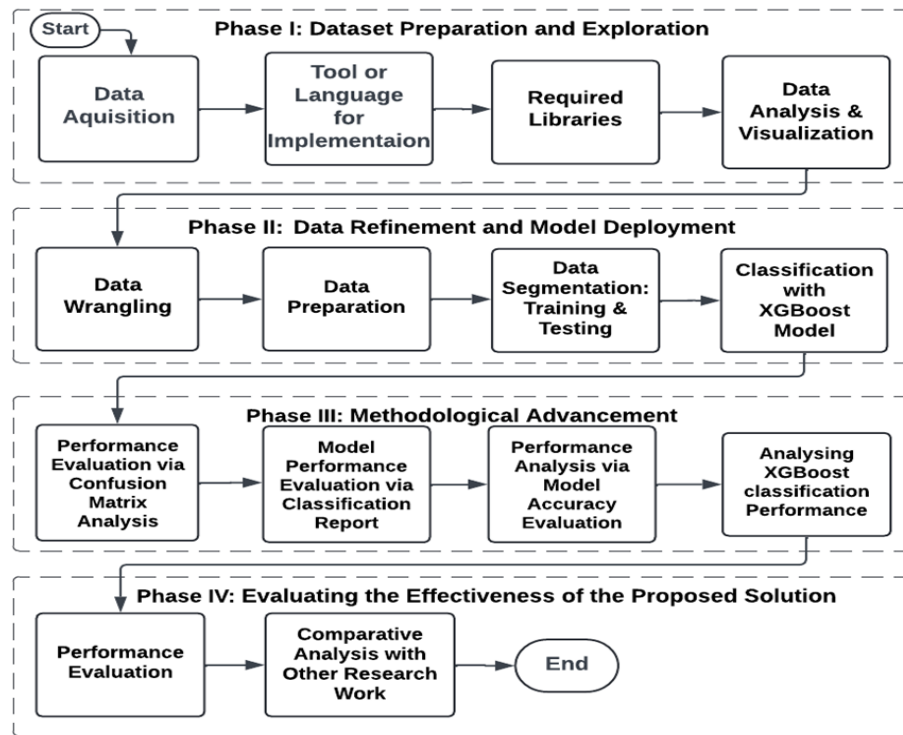 Start
Phase I: Dataset Preparation and Exploration
Data
Aquisition
Tool or
Language
for
Implementaion
Required
Libraries
Data
Analysis &
Visualization
Phase II: Data Refinement and Model Deployment
Data
Wrangling
Data
Preparation
Data
Segmentation:
Training &
Testing
Classification
with
XGBoost
Model
Phase III: Methodological Advancement
Performance
Evaluation via
Confusion
Matrix
Analysis
Model
Performance
Evaluation via
Classification
Report
Performance
Analysis via
Model
Accuracy
Evaluation
Analysing
XGBoost
classification
Performance
Phase IV: Evaluating the Effectiveness of the Proposed Solution
Performance
Evaluation
Comparative
Analysis with
Other Research
Work
End